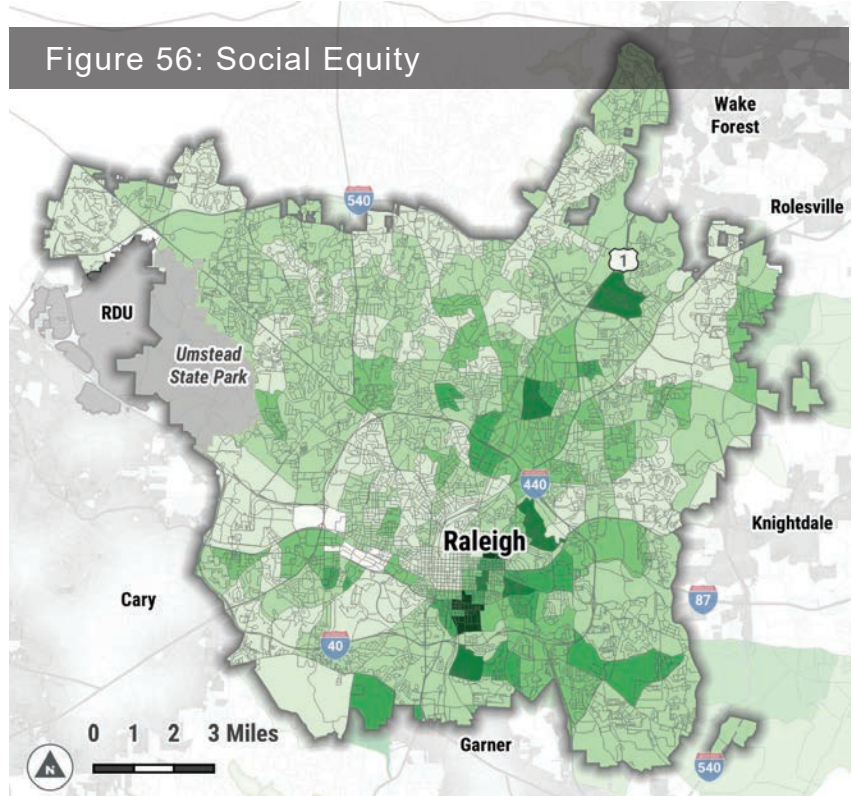 Figure 56: Social Equity
Wake
Forest
Rolesville
540
1
RDU
Umstead
State Park
440
Raleigh
Knightdale
Cary
87
40
0 1 2 3 Miles
Garner
N
540